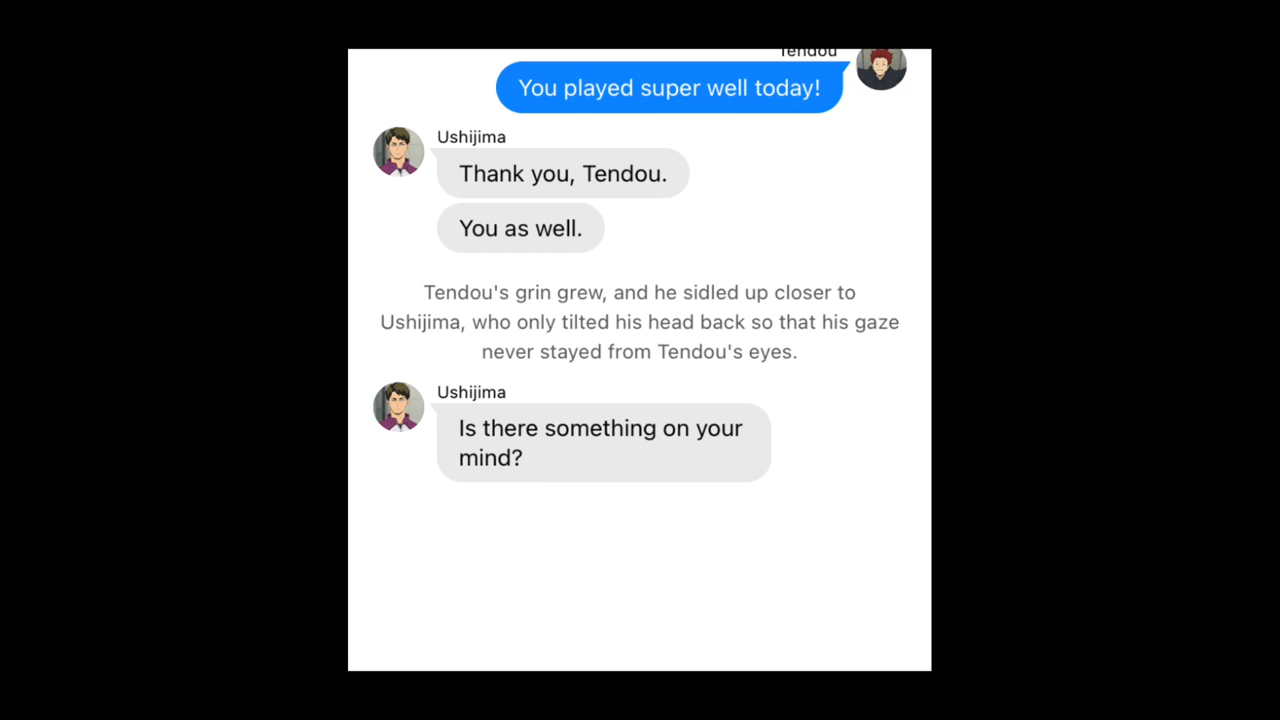 Tendou
You played super well today!
Ushijima
Thank you, Tendou.
You as well.
Tendou's grin grew, and he sidled up closer to
Ushijima, who only tilted his head back so that his gaze
never stayed from Tendou's eyes.
Ushijima
Is there something on your
mind?